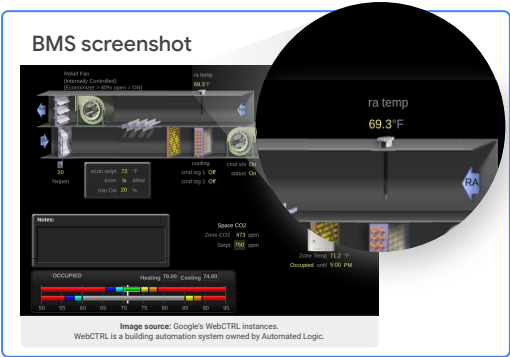 BMS screenshot
Relief Fan
(Internally Controlled)
(Economizer > 80% open = ON)
ra temp
69.3°F
ra temp
69.3°F
RA
20
%open
econ setpt 72 °F
econ is allow
min OA 20 %
cooling
cmd stg 1 Off
cmd stg 2 Off
cmd s/s On
status On
Notes:
Space CO2
Zone CO2 473 ppm
Setpt 750 ppm
Zone Temp 71.2 °F
Occupied until 5:00 PM
OCCUPIED
Heating 70.00 Cooling 74.00
50 55 60 65 70 75 80 85 90 95
Image source: Google's WebCTRL instances.
WebCTRL is a building automation system owned by Automated Logic.